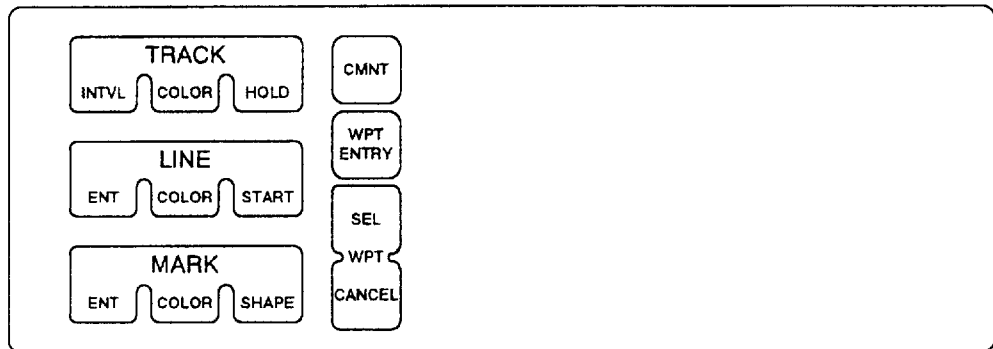 TRACK
INTVL COLOR HOLD
LINE
ENT COLOR START
MARK
ENT COLOR SHAPE
CMNT
WPT
ENTRY
SEL
WPT
CANCEL